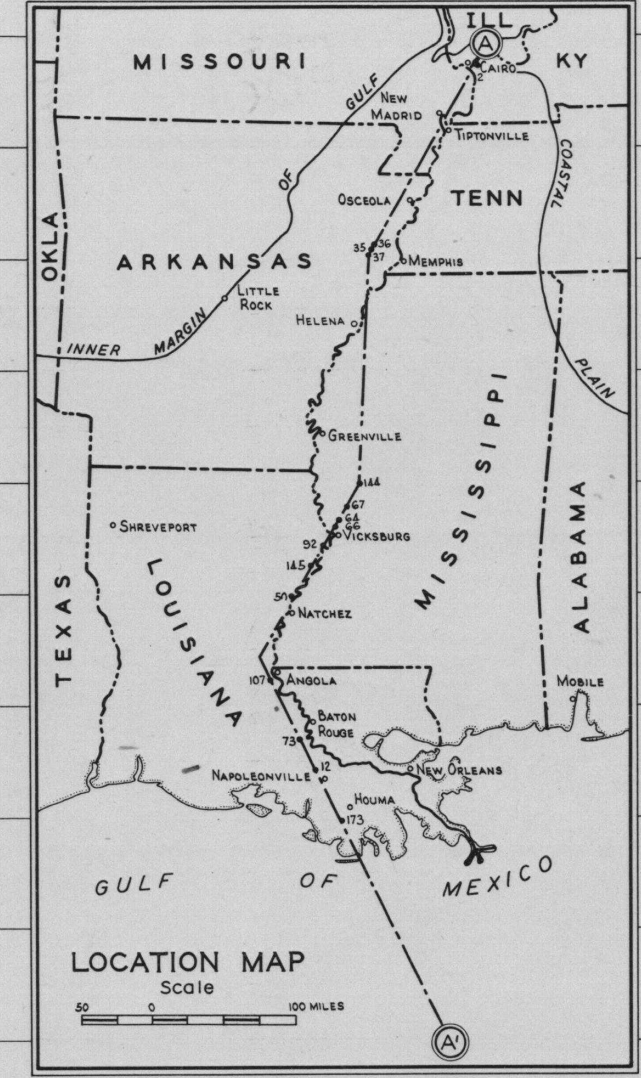 ILL
A
MISSOURI
KY
CAIRO
2
GULF
NEW
MADRID
TIPTONVILLE
COASTAL
OF
OSCEOLA
TENN
OKLA
36
35
37
ARKANSAS
MEMPHIS
LITTLE
ROCK
HELENA
INNER
MARGIN
PLAIN
GREENVILLE
MISSISSIPPI
144
67
64
66
SHREVEPORT
VICKSBURG
92
ALABAMA
145
LOUISIANA
TEXAS
50
NATCHEZ
107
ANGOLA
MOBILE
BATON
ROUGE
73
12
NAPOLEONVILLE
NEW ORLEANS
HOUMA
173
GULF OF MEXICO
LOCATION MAP
Scale
50 0 100 MILES
A'